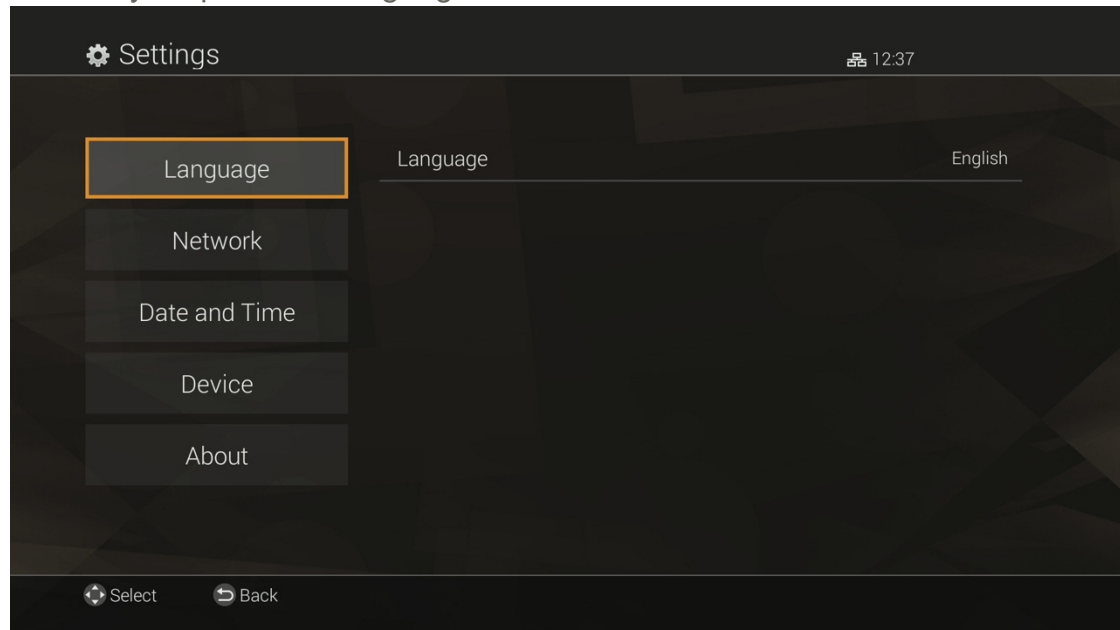 Settings
12:37
Language
Language English
Network
Date and Time
Device
About
Select Back